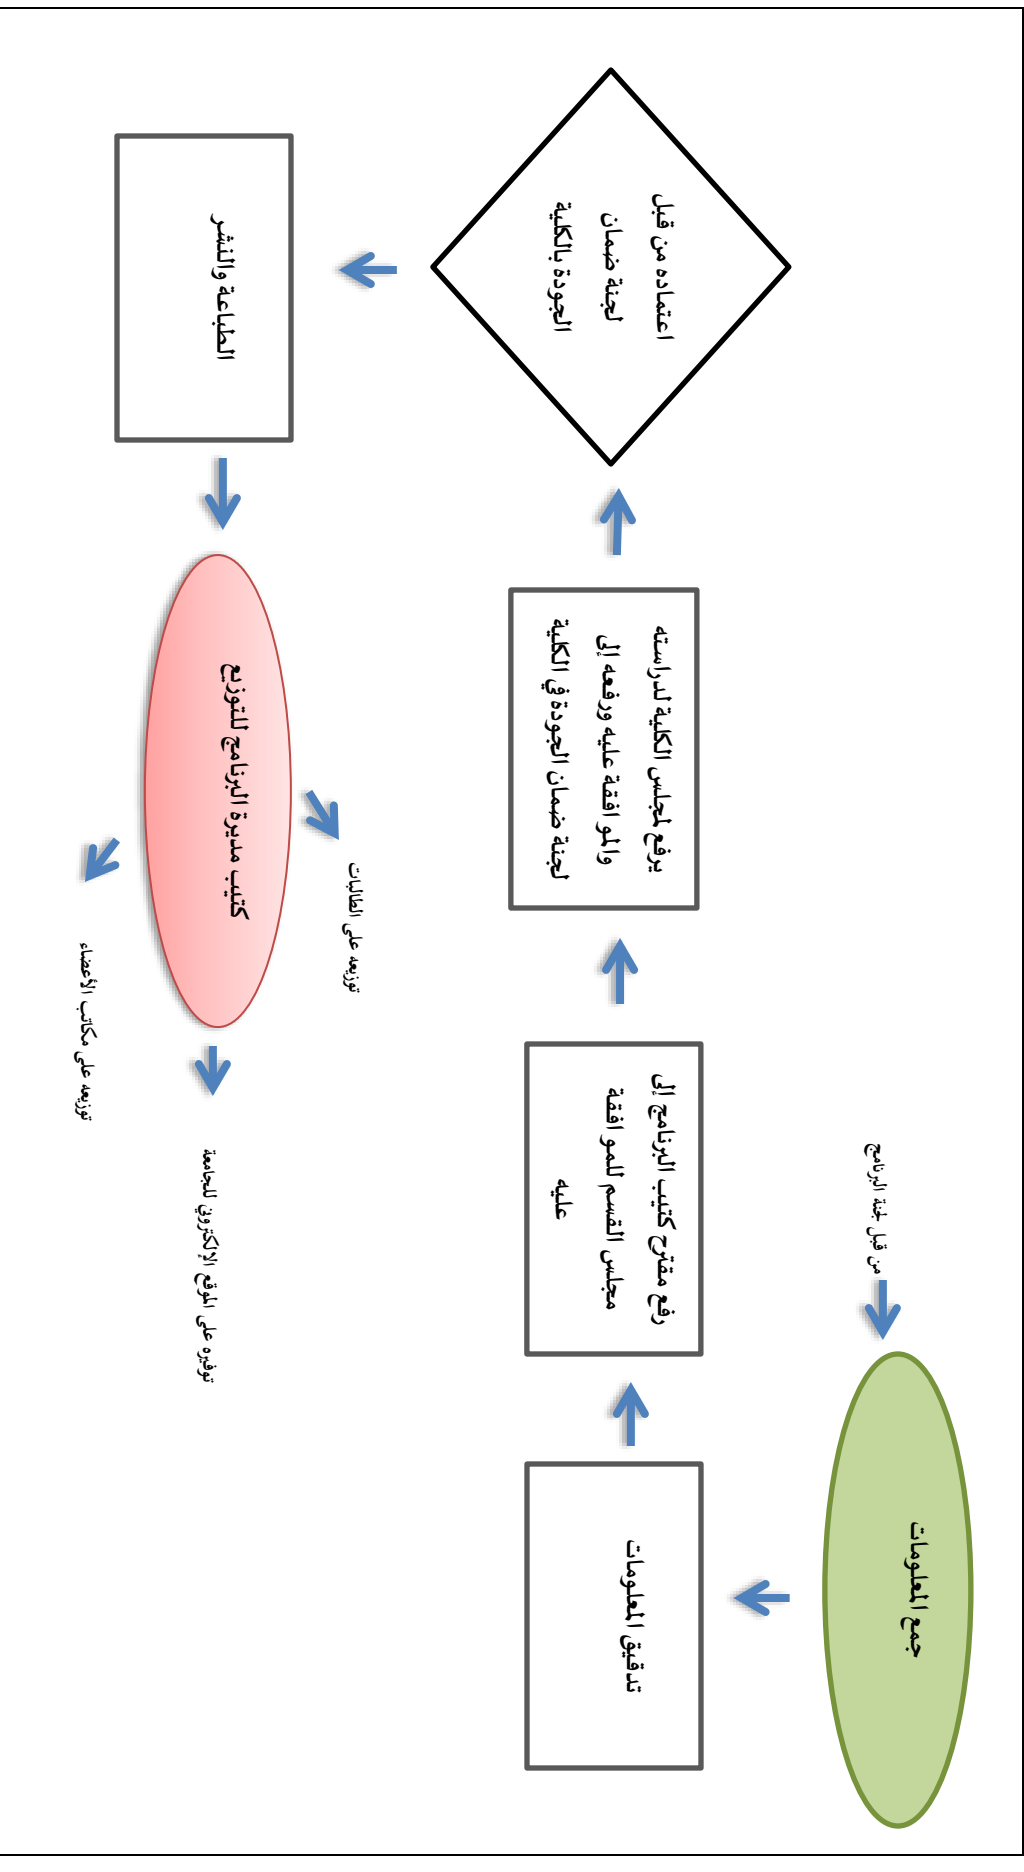 من قبل لجنة البرنامج
جمع المعلومات
تدقيق المعلومات
رفع مقترح كتيب البرنامج إلى
مجلس القسم للموافقة
عليه
يرفع لمجلس الكلية لدراسته
والموافقة عليه ورفعه إلى
لجنة ضمان الجودة في الكلية
اعتماده من قبل
لجنة ضمان
الجودة بالكلية
الطباعة والنشر
كتيب مديرة البرنامج للتوزيع
توزيعه على الطالبات
توفيره على الموقع الإلكتروني للجامعة
توزيعه على مكاتب الأعضاء